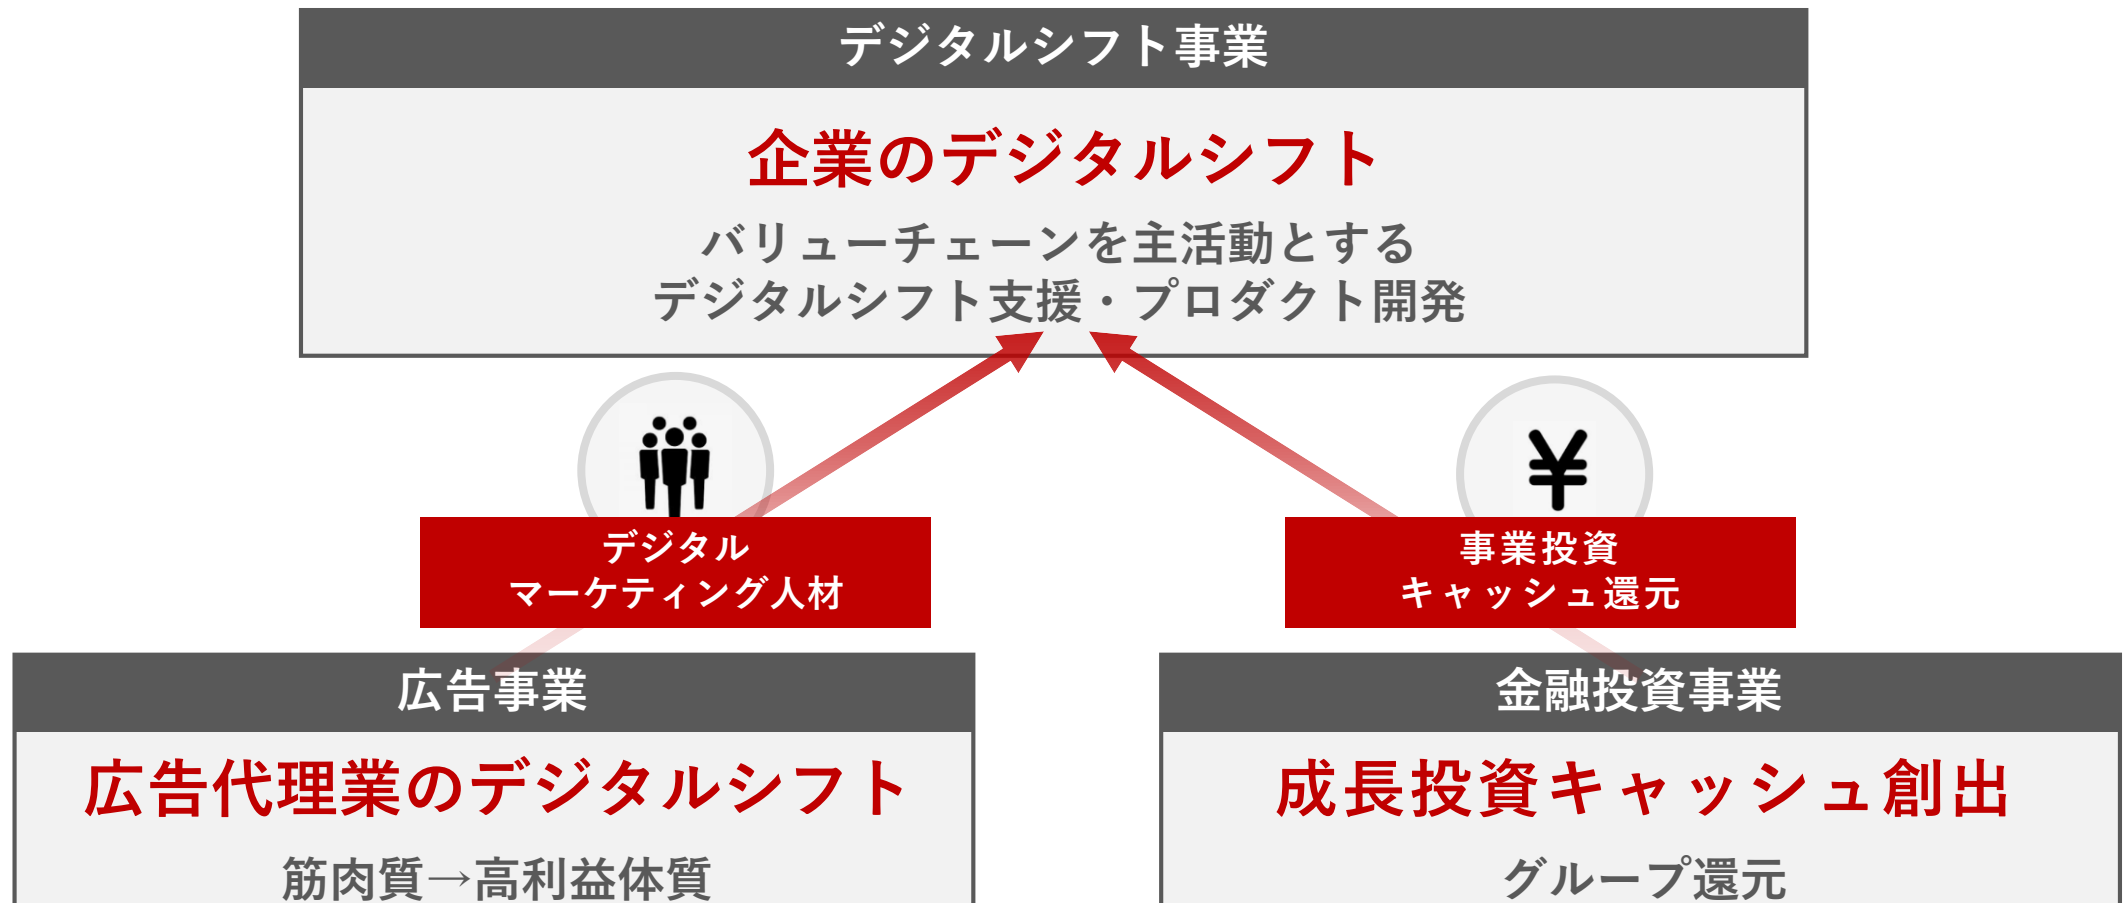 デジタルシフト事業
企業のデジタルシフト
バリューチェーンを主活動とする
デジタルシフト支援・プロダクト開発
¥
デジタル
マーケティング人材
事業投資
キャッシュ還元
広告事業
広告代理業のデジタルシフト
筋肉質→高利益体質
金融投資事業
成長投資キャッシュ創出
グループ還元